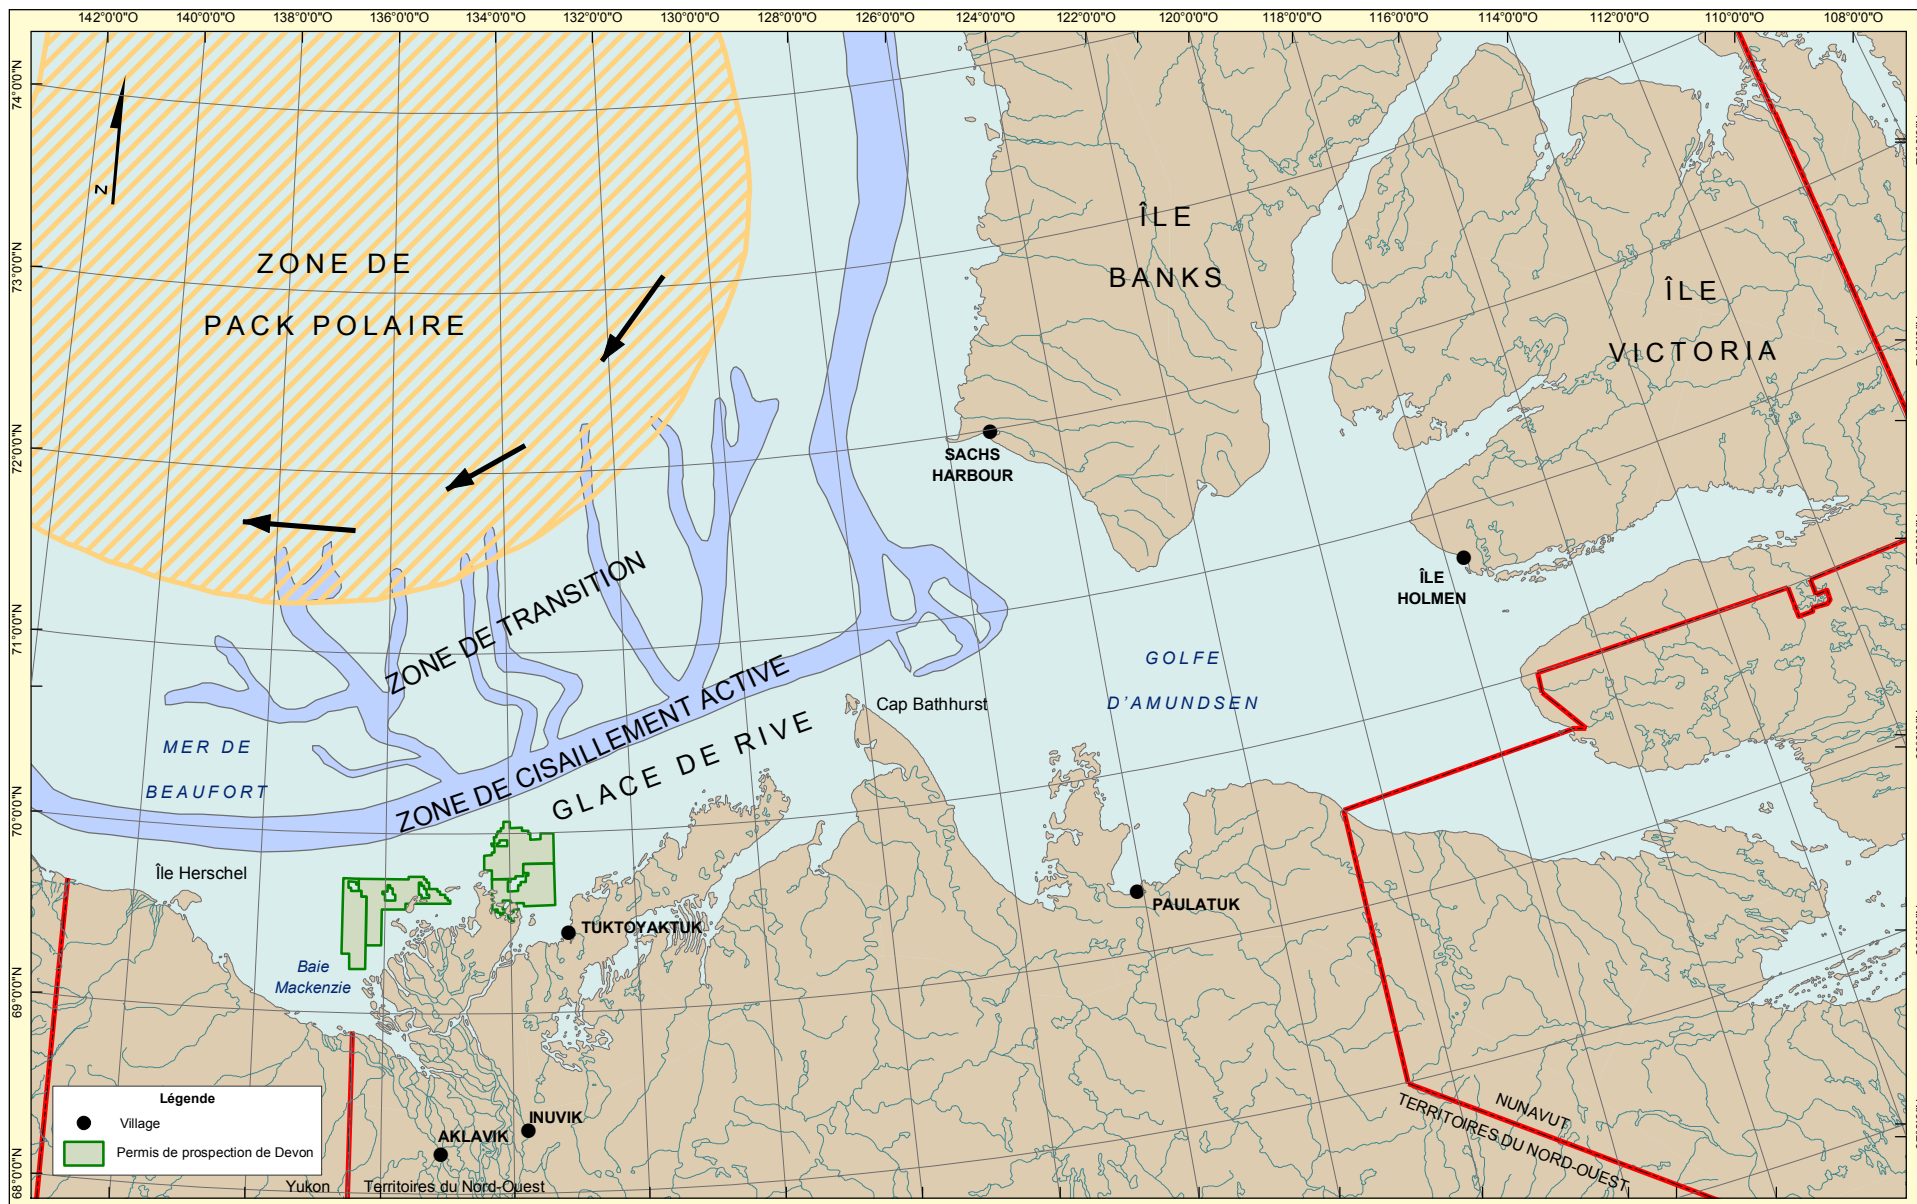 142°0'0"O 140°0'0"O 138°0'0"O 136°0'0"O 134°0'0"O 132°0'0"O 130°0'0"O 128°0'0"O 126°0'0"O 124°0'0"O 122°0'0"O 120°0'0"O 118°0'0"O 116°0'0"O 114°0'0"O 112°0'0"O 110°0'0"O 108°0'0"O
74°0'0"N
73°0'0"N
72°0'0"N
71°0'0"N
70°0'0"N
69°0'0"N
68°0'0"N
N
ZONE DE
PACK POLAIRE
ÎLE
BANKS
ÎLE
VICTORIA
SACHS
HARBOUR
ÎLE
HOLMEN
ZONE DE TRANSITION
ZONE DE CISAILLEMENT ACTIVE
GLACE DE RIVE
GOLFE
D'AMUNDSEN
Cap Bathhurst
MER DE
BEAUFORT
Île Herschel
TUKTOYAKTUK
PAULATUK
Baie
Mackenzie
INUVIK
AKLAVIK
NUNAVUT
TERRITOIRES DU NORD-OUEST
Yukon
Territoires du Nord-Ouest
Légende
Village
Permis de prospection de Devon